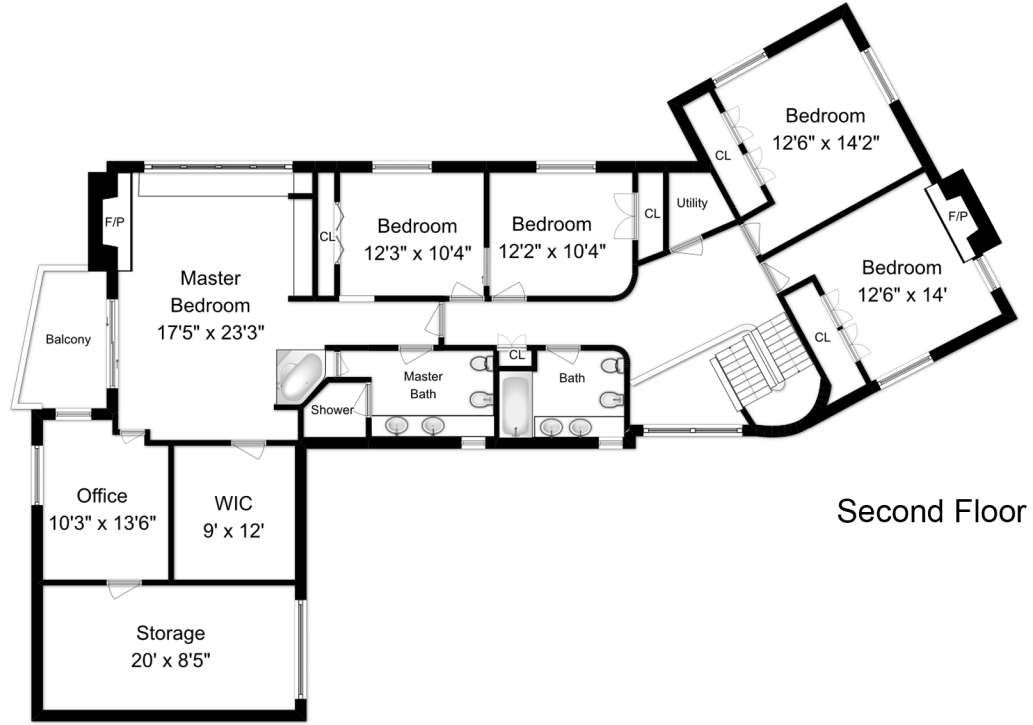 Bedroom
12'6" x 14'2"
CL
F/P
CL
Bedroom
12'3" x 10'4"
Bedroom
12'2" x 10'4"
CL
Utility
F/P
Bedroom
12'6" x 14'
CL
Master
Bedroom
17'5" x 23'3"
Balcony
CL
Master
Bath
Bath
Shower
Office
10'3" x 13'6"
WIC
9' x 12'
Second Floor
Storage
20' x 8'5"